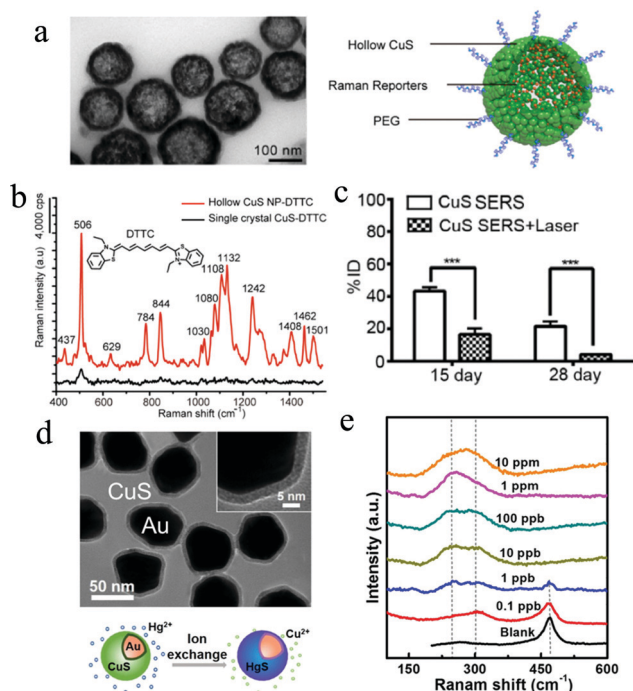 a
100 nm
Hollow CuS
Raman Reporters
PEG
b
4,000 cps
Raman intensity (a.u)
Hollow CuS NP-DTTC
Single crystal CuS-DTTC
DTTC
N
S
S
N
+
437
506
629
784
844
1030
1080
1108
1132
1242
1408
1462
1501
400 600 800 1000 1200 1400
Raman shift (cm-1)
c
CuS SERS
CuS SERS+Laser
%ID
100
80
60
40
20
0
***
***
15 day
28 day
d
CuS
Au
5 nm
50 nm
Hg2+
Au
CuS
Ion
exchange
Cu2+
HgS
e
Intensity (a.u.)
10 ppm
1 ppm
100 ppb
10 ppb
1 ppb
0.1 ppb
Blank
150 300 450 600
Ranam shift (cm-1)